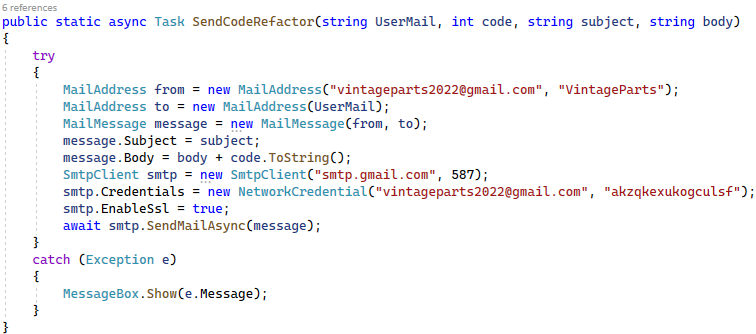 6 references
public static async Task SendCodeRefactor(string UserMail, int code, string subject, string body)
{
try
{
MailAddress from = new MailAddress("vintageparts2022@gmail.com", "VintageParts");
MailAddress to = new MailAddress(UserMail);
MailMessage message = new MailMessage(from, to);
message.Subject = subject;
message.Body = body + code.ToString();
SmtpClient smtp = new SmtpClient("smtp.gmail.com", 587);
smtp.Credentials = new NetworkCredential("vintageparts2022@gmail.com", "akzqkexukogculsf");
smtp.EnableSsl = true;
await smtp.SendMailAsync(message);
}
catch (Exception e)
{
MessageBox.Show(e.Message);
}
}